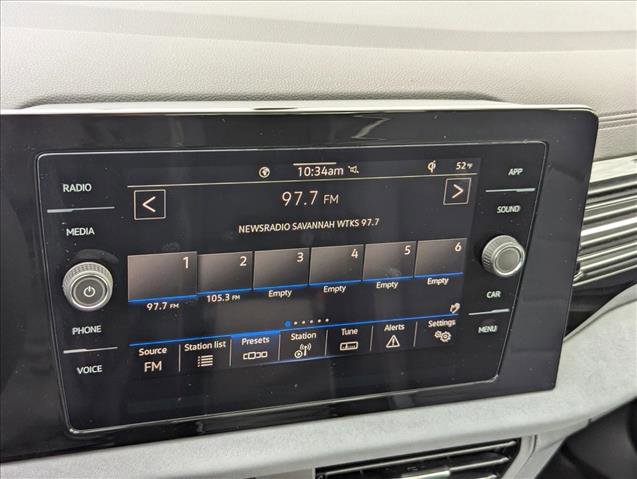 RADIO
MEDIA
PHONE
VOICE
10:34am 52°F
< 97.7 FM >
NEWSRADIO SAVANNAH WTKS 97.7
1 2 3 4 5 6
97.7 FM 105.3 FM Empty Empty Empty Empty
Source Station list Presets Station Tune Alerts Settings
FM
APP
SOUND
CAR
MENU